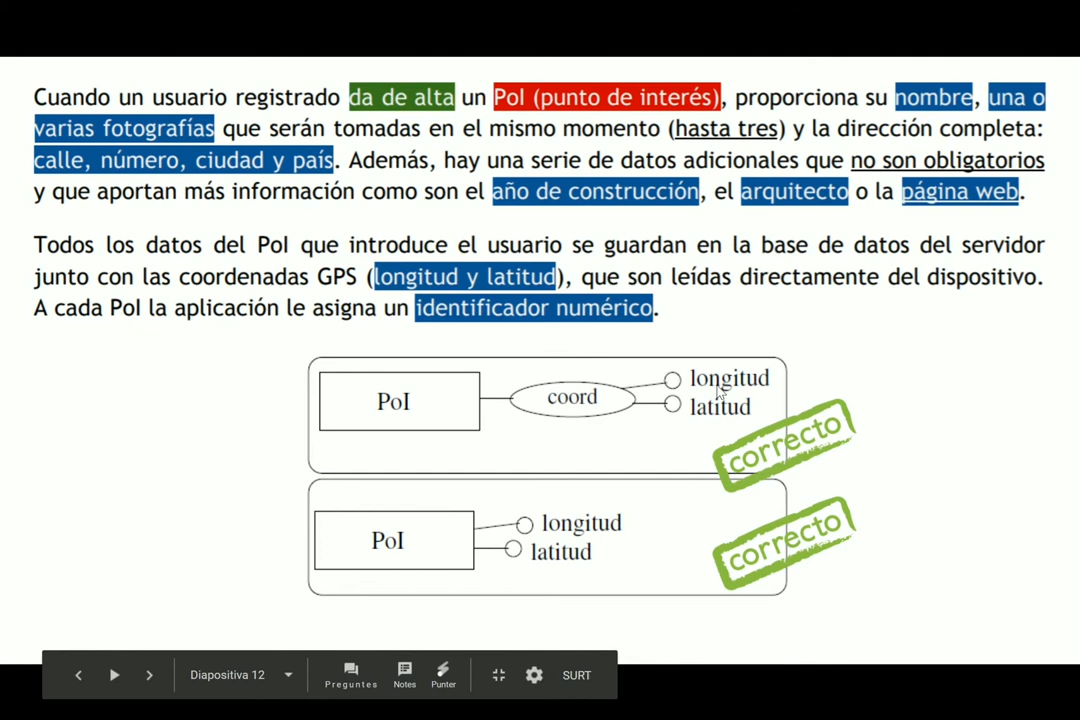 Cuando un usuario registrado da de alta un PoI (punto de interés), proporciona su nombre, una o
varias fotografías que serán tomadas en el mismo momento (hasta tres) y la dirección completa:
calle, número, ciudad y país. Además, hay una serie de datos adicionales que no son obligatorios
y que aportan más información como son el año de construcción, el arquitecto o la página web.
Todos los datos del PoI que introduce el usuario se guardan en la base de datos del servidor
junto con las coordenadas GPS (longitud y latitud), que son leídas directamente del dispositivo.
A cada PoI la aplicación le asigna un identificador numérico.
PoI
coord
longitud
latitud
correcto
PoI
longitud
latitud
correcto
Diapositiva 12
Preguntes
Notes
Punter
SURT